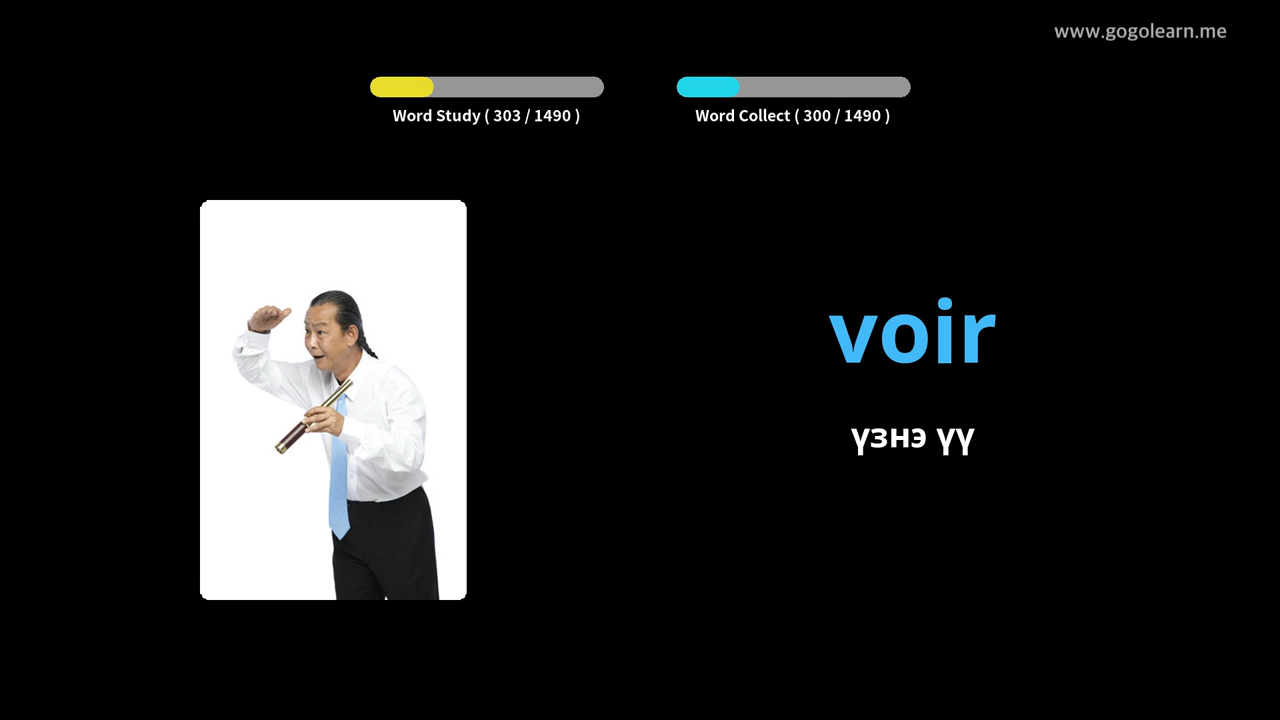 www.gogolearn.me
Word Study ( 303 / 1490 )
Word Collect ( 300 / 1490 )
voir
үзнэ үү